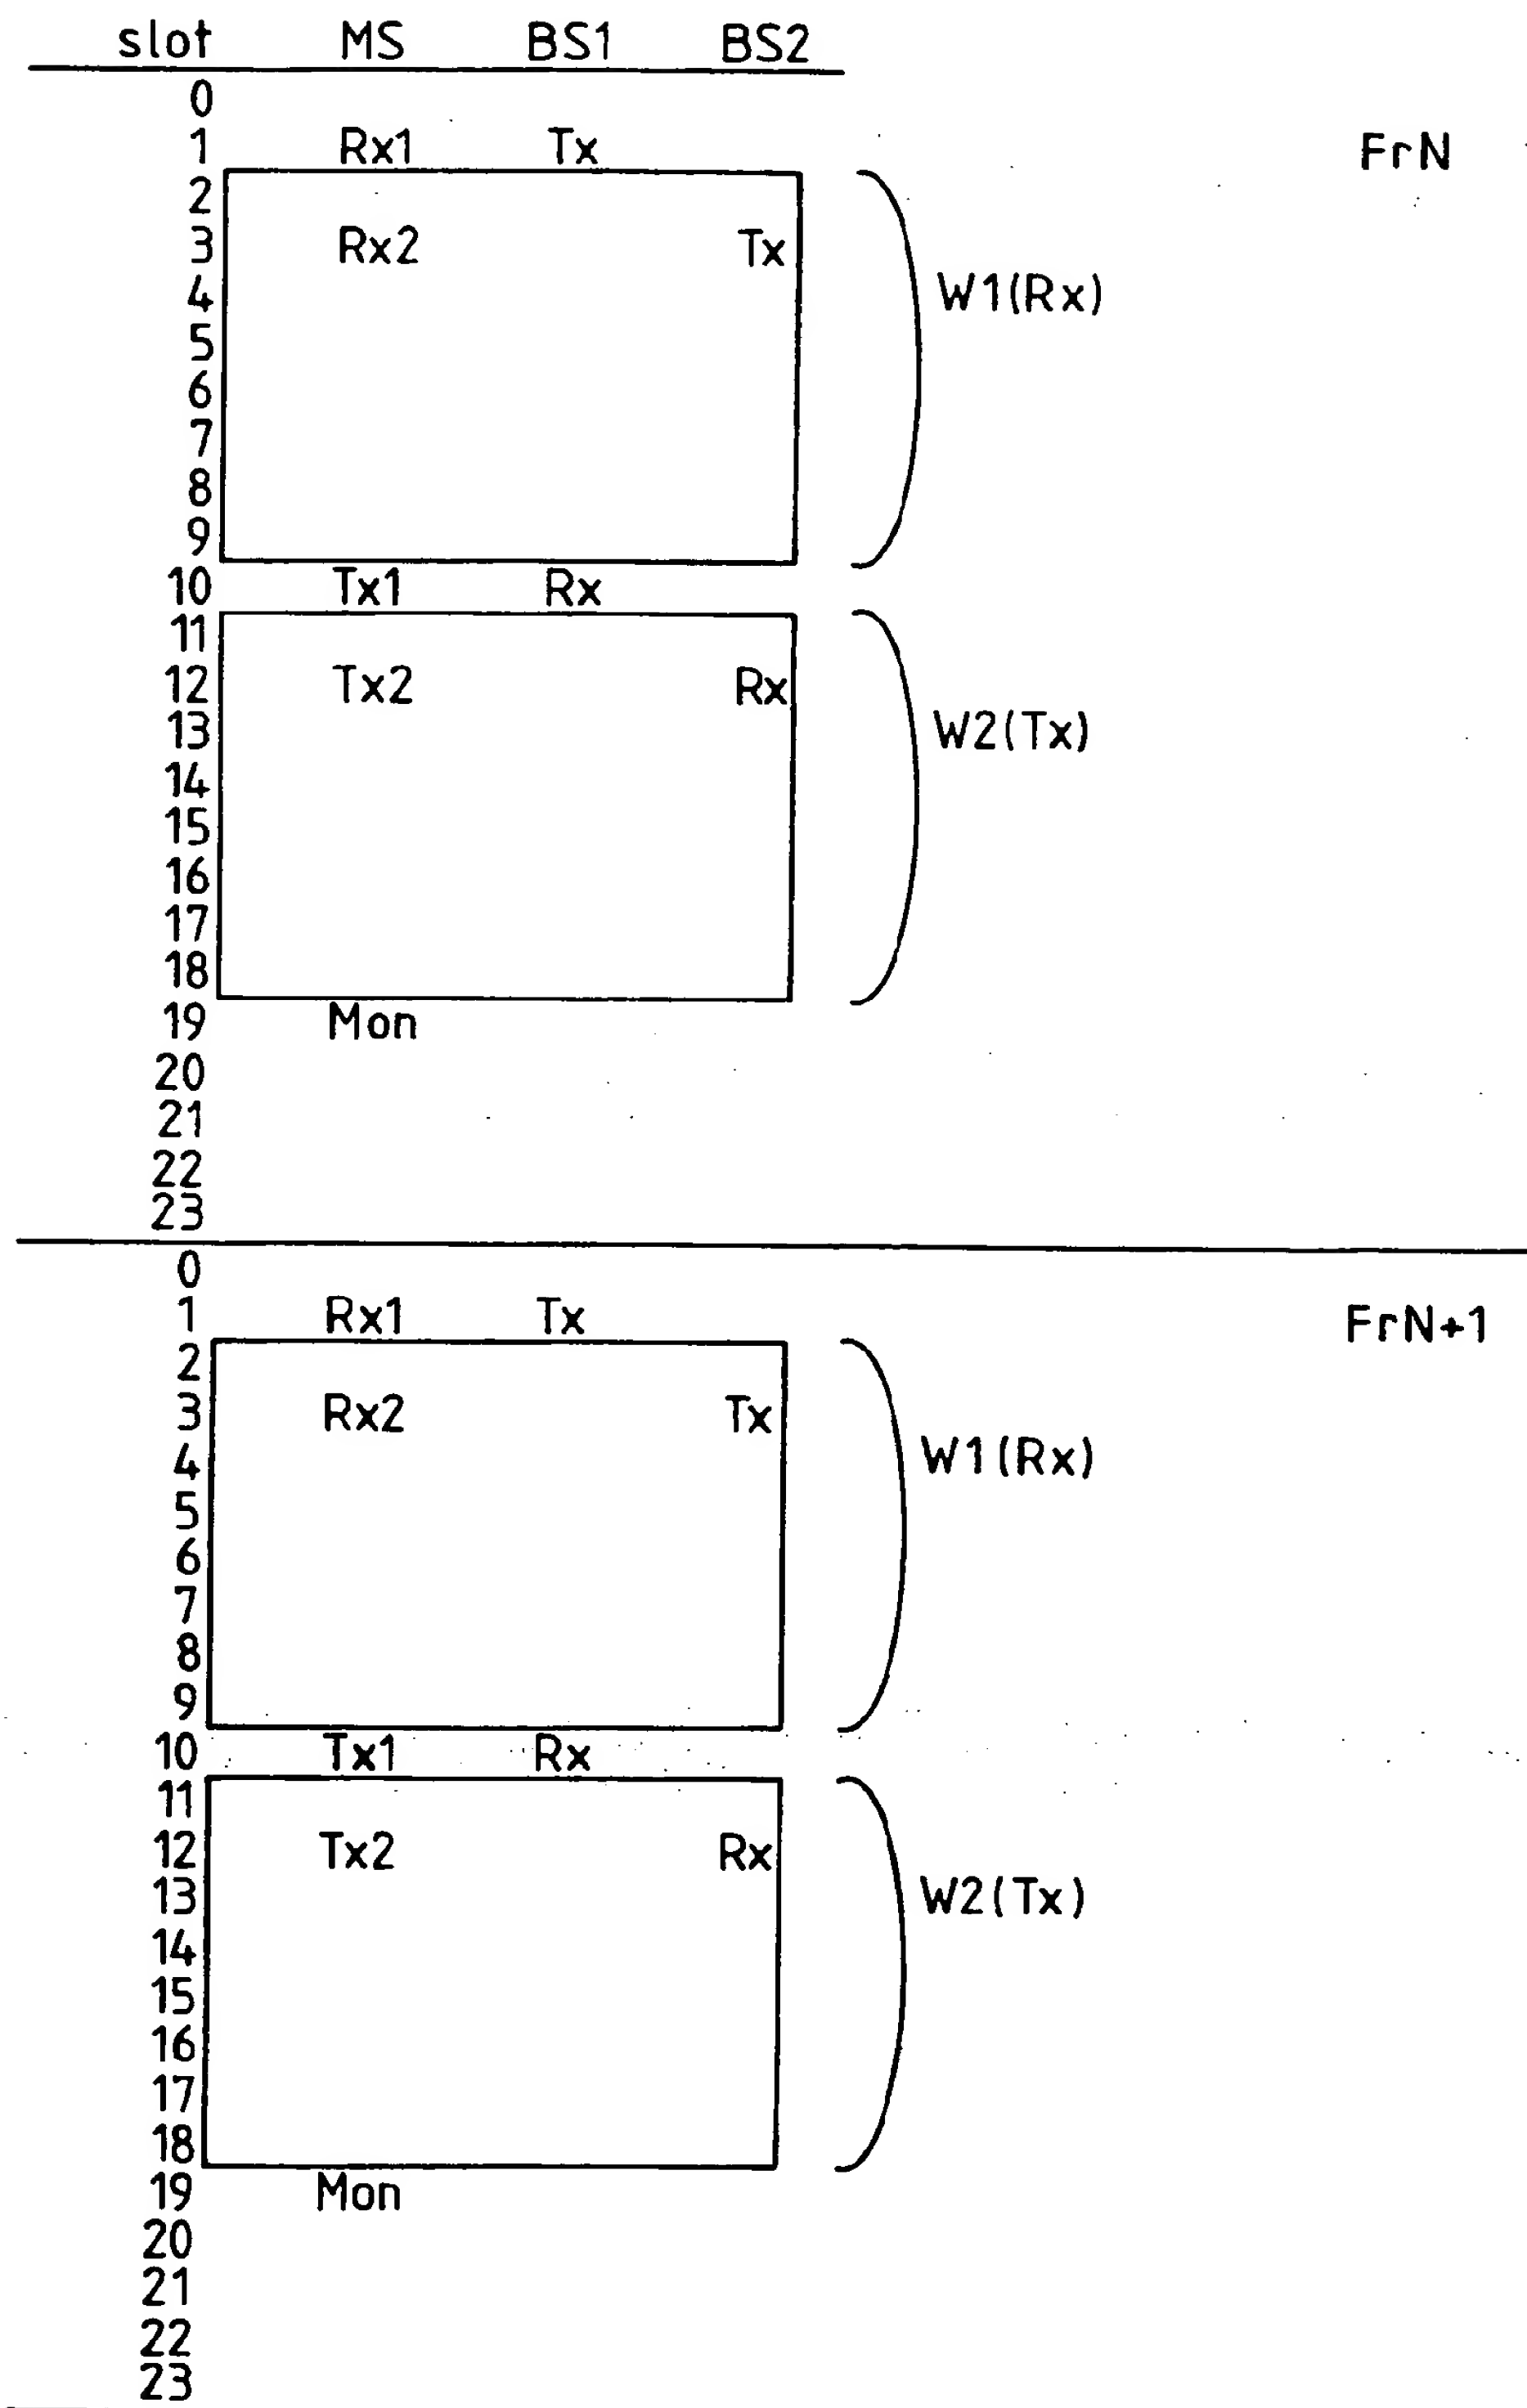 slot MS BS1 BS2
0
1 Rx1 Tx FrN
2
3 Rx2 Tx
4 W1(Rx)
5
6
7
8
9
10 Tx1 Rx
11
12 Tx2 Rx
13 W2(Tx)
14
15
16
17
18
19 Mon
20
21
22
23
0
1 Rx1 Tx FrN+1
2
3 Rx2 Tx
4 W1(Rx)
5
6
7
8
9
10 Tx1 Rx
11
12 Tx2 Rx
13 W2(Tx)
14
15
16
17
18
19 Mon
20
21
22
23